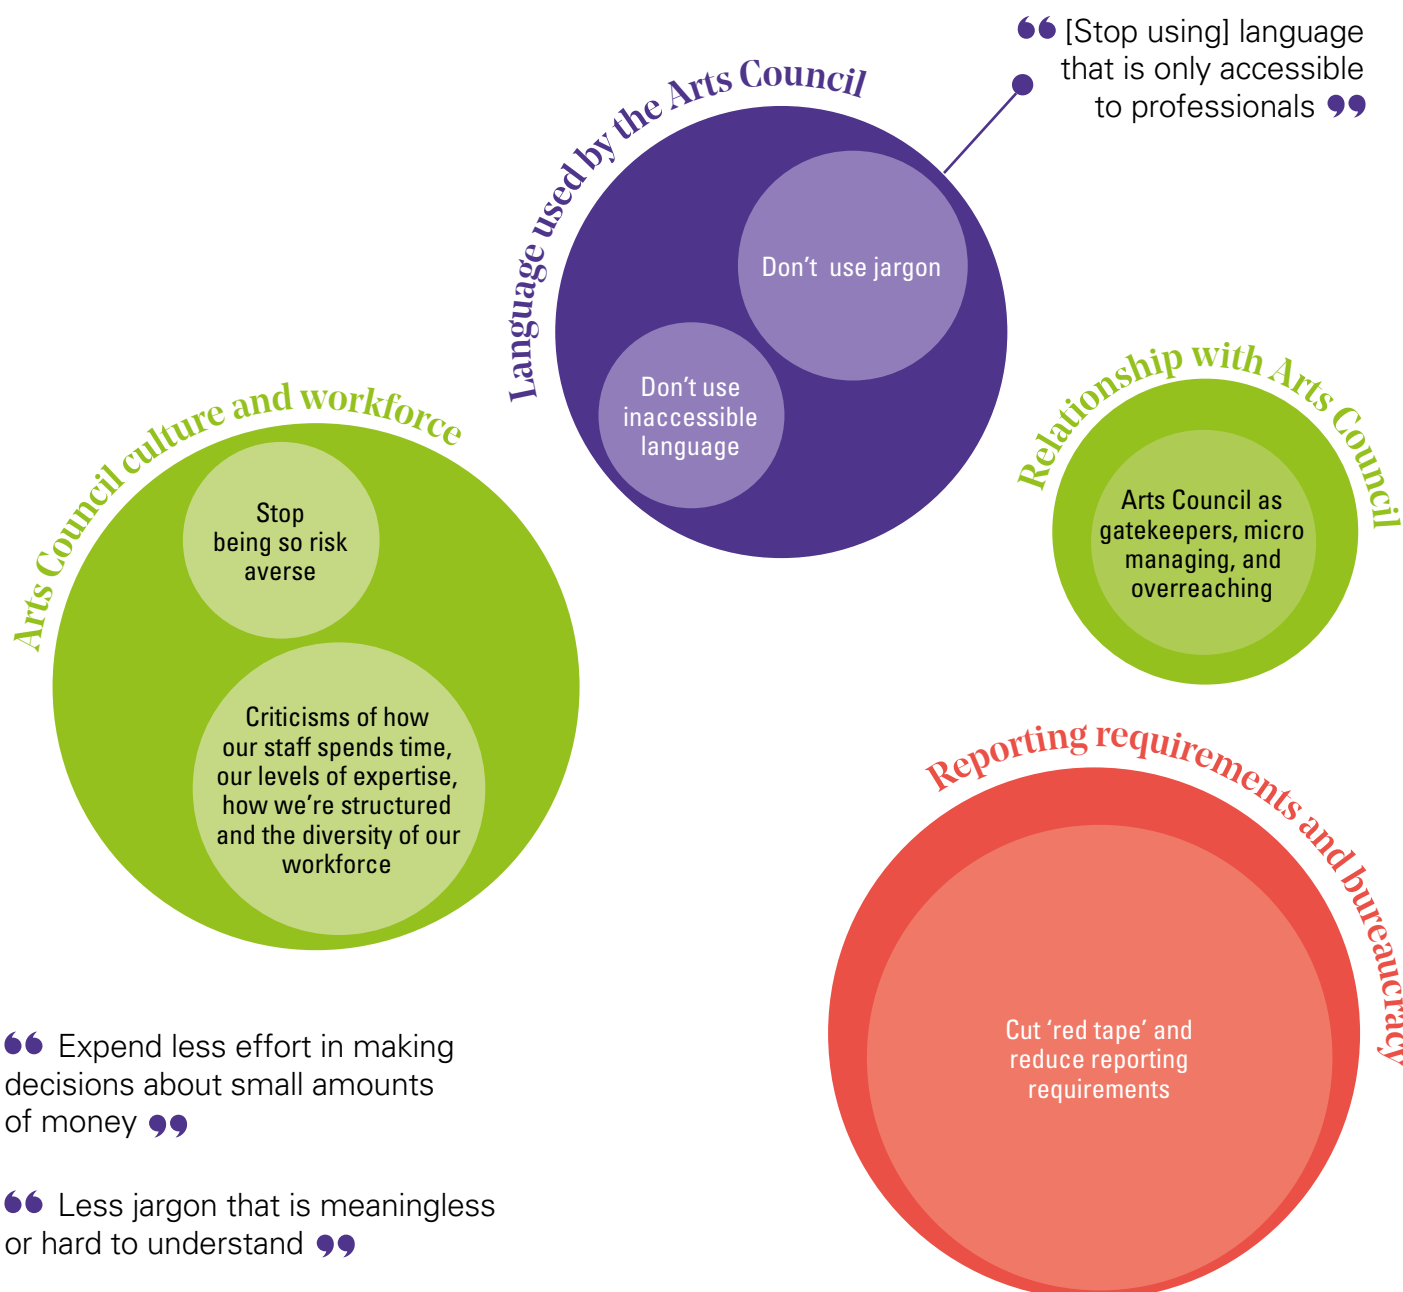 ❝ [Stop using] language
that is only accessible
to professionals ❞
Language used by the Arts Council
Don’t  use jargon
Don’t use
inaccessible
language
Relationship with Arts Council
Arts Council as
gatekeepers, micro
managing, and
overreaching
Arts Council culture and workforce
Stop
being so risk
averse
Criticisms of how
our staff spends time,
our levels of expertise,
how we’re structured
and the diversity of our
workforce
Reporting requirements and bureaucracy
Cut ‘red tape’ and
reduce reporting
requirements
❝ Expend less effort in making
decisions about small amounts
of money ❞
❝ Less jargon that is meaningless
or hard to understand ❞